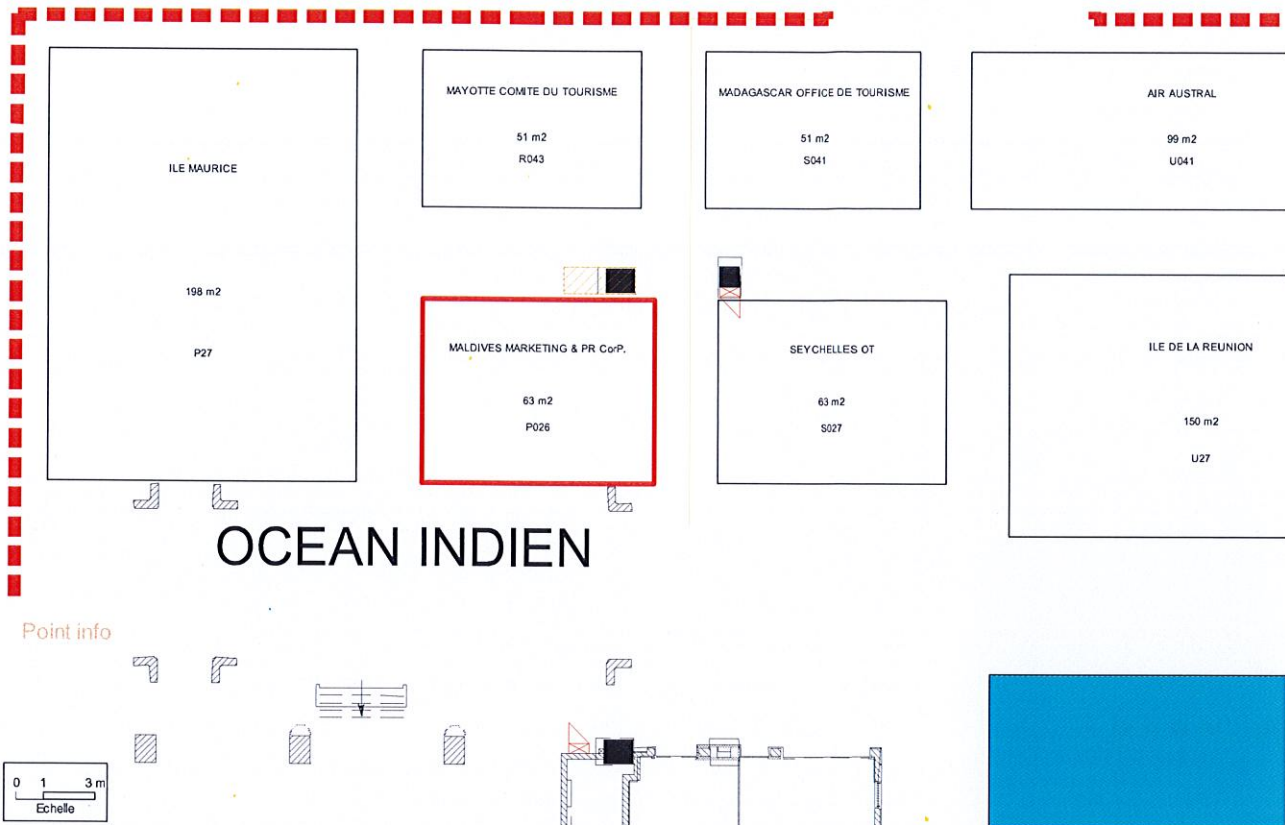 ILE MAURICE
198 m2
P27
MAYOTTE COMITE DU TOURISME
51 m2
R043
MADAGASCAR OFFICE DE TOURISME
51 m2
S041
AIR AUSTRAL
99 m2
U041
MALDIVES MARKETING & PR CorP.
63 m2
P026
SEYCHELLES OT
63 m2
S027
ILE DE LA REUNION
150 m2
U27
OCEAN INDIEN
Point info
0 1 3 m
Echelle